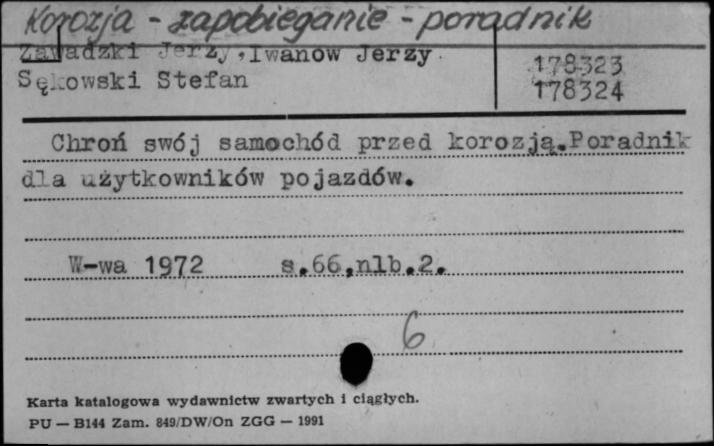 Korozja - zapobieganie - poradnik
Zawadzki Jerzy, Iwanow Jerzy
178323
Sękowski Stefan
178324
Chroń swój samochód przed korozją. Poradnik
dla użytkowników pojazdów.
W-wa 1972 s.66, nlb.2.
6
Karta katalogowa wydawnictw zwartych i ciągłych.
PU — B144 Zam. 849/DW/On ZGG — 1991